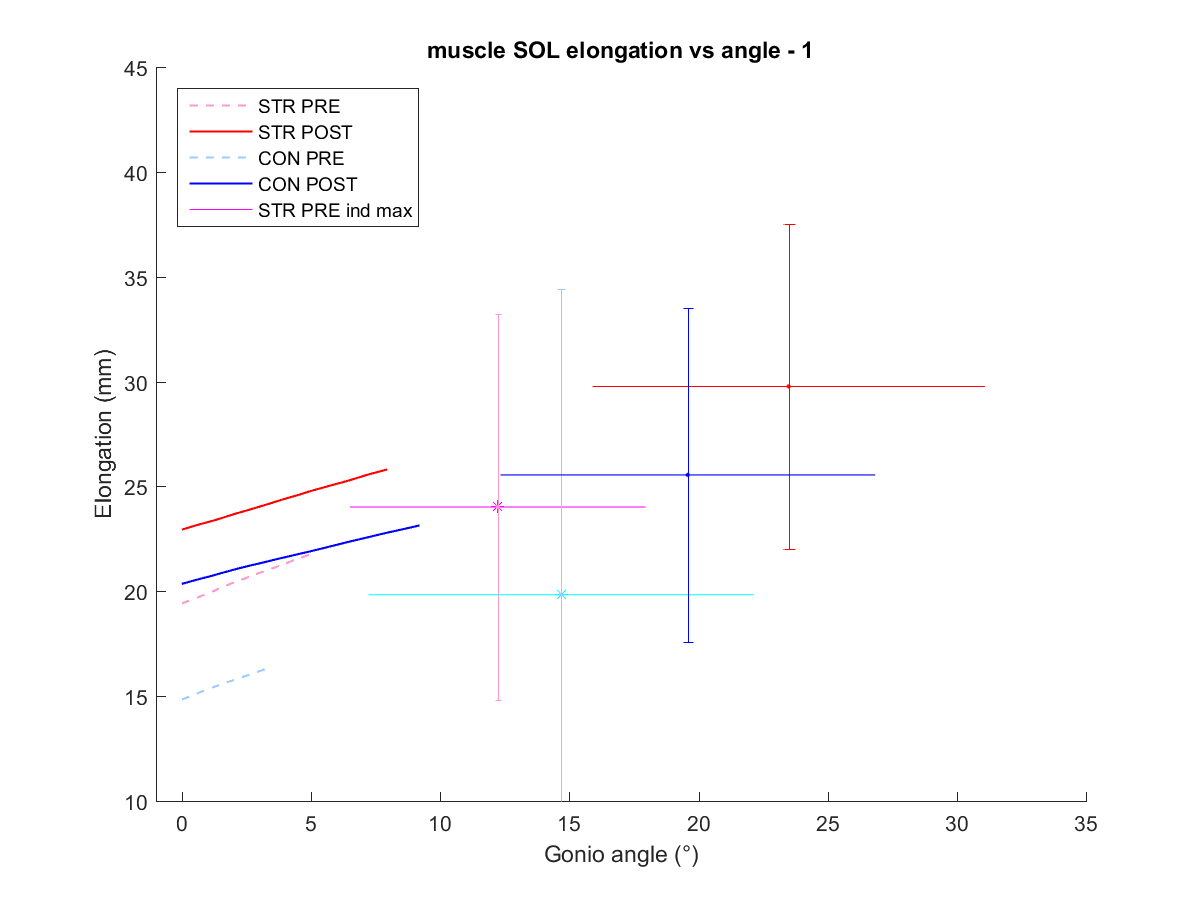 muscle SOL elongation vs angle - 1
45
40
35
30
25
20
15
10
Elongation (mm)
STR PRE
STR POST
CON PRE
CON POST
STR PRE ind max
0 5 10 15 20 25 30 35
Gonio angle (°)